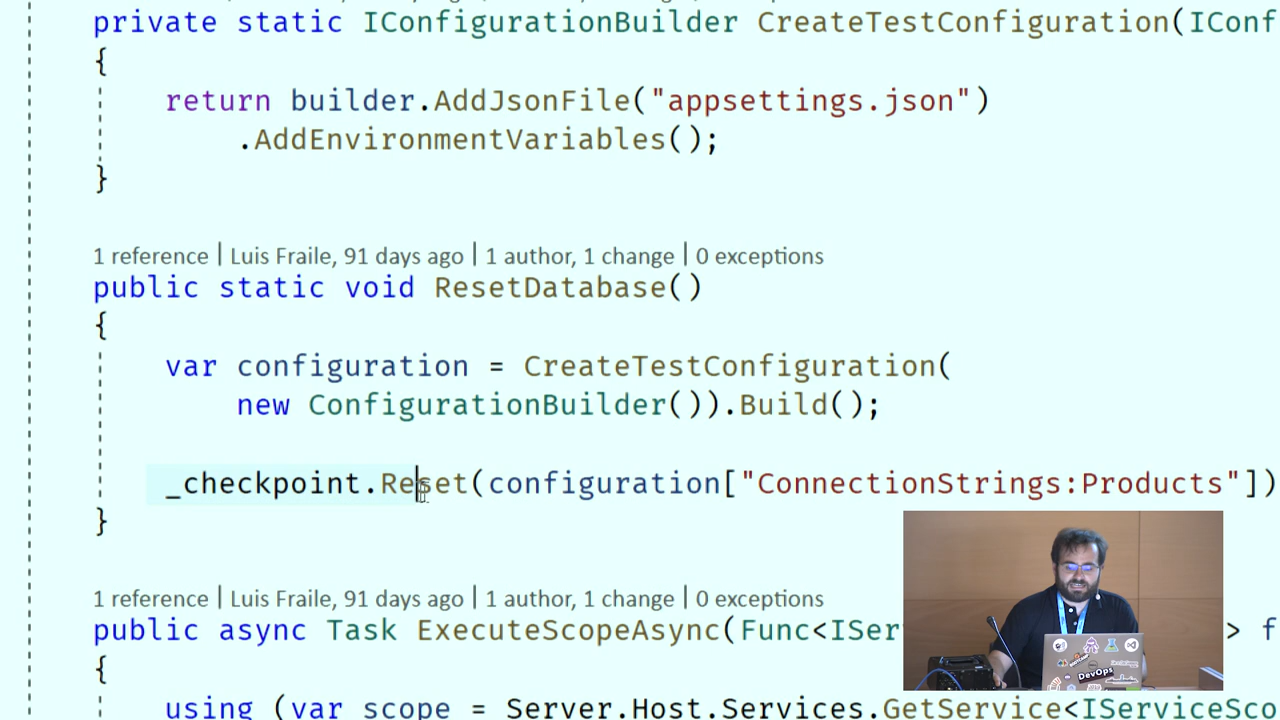 private static IConfigurationBuilder CreateTestConfiguration(IConf
{
return builder.AddJsonFile("appsettings.json")
.AddEnvironmentVariables();
}
1 reference | Luis Fraile, 91 days ago | 1 author, 1 change | 0 exceptions
public static void ResetDatabase()
{
var configuration = CreateTestConfiguration(
new ConfigurationBuilder()).Build();
_checkpoint.Reset(configuration["ConnectionStrings:Products"])
}
1 reference | Luis Fraile, 91 days ago | 1 author, 1 change | 0 exceptions
public async Task ExecuteScopeAsync(Func<ISer > f
{
using (var scope = Server.Host.Services.GetService<IServiceSco
DevOps